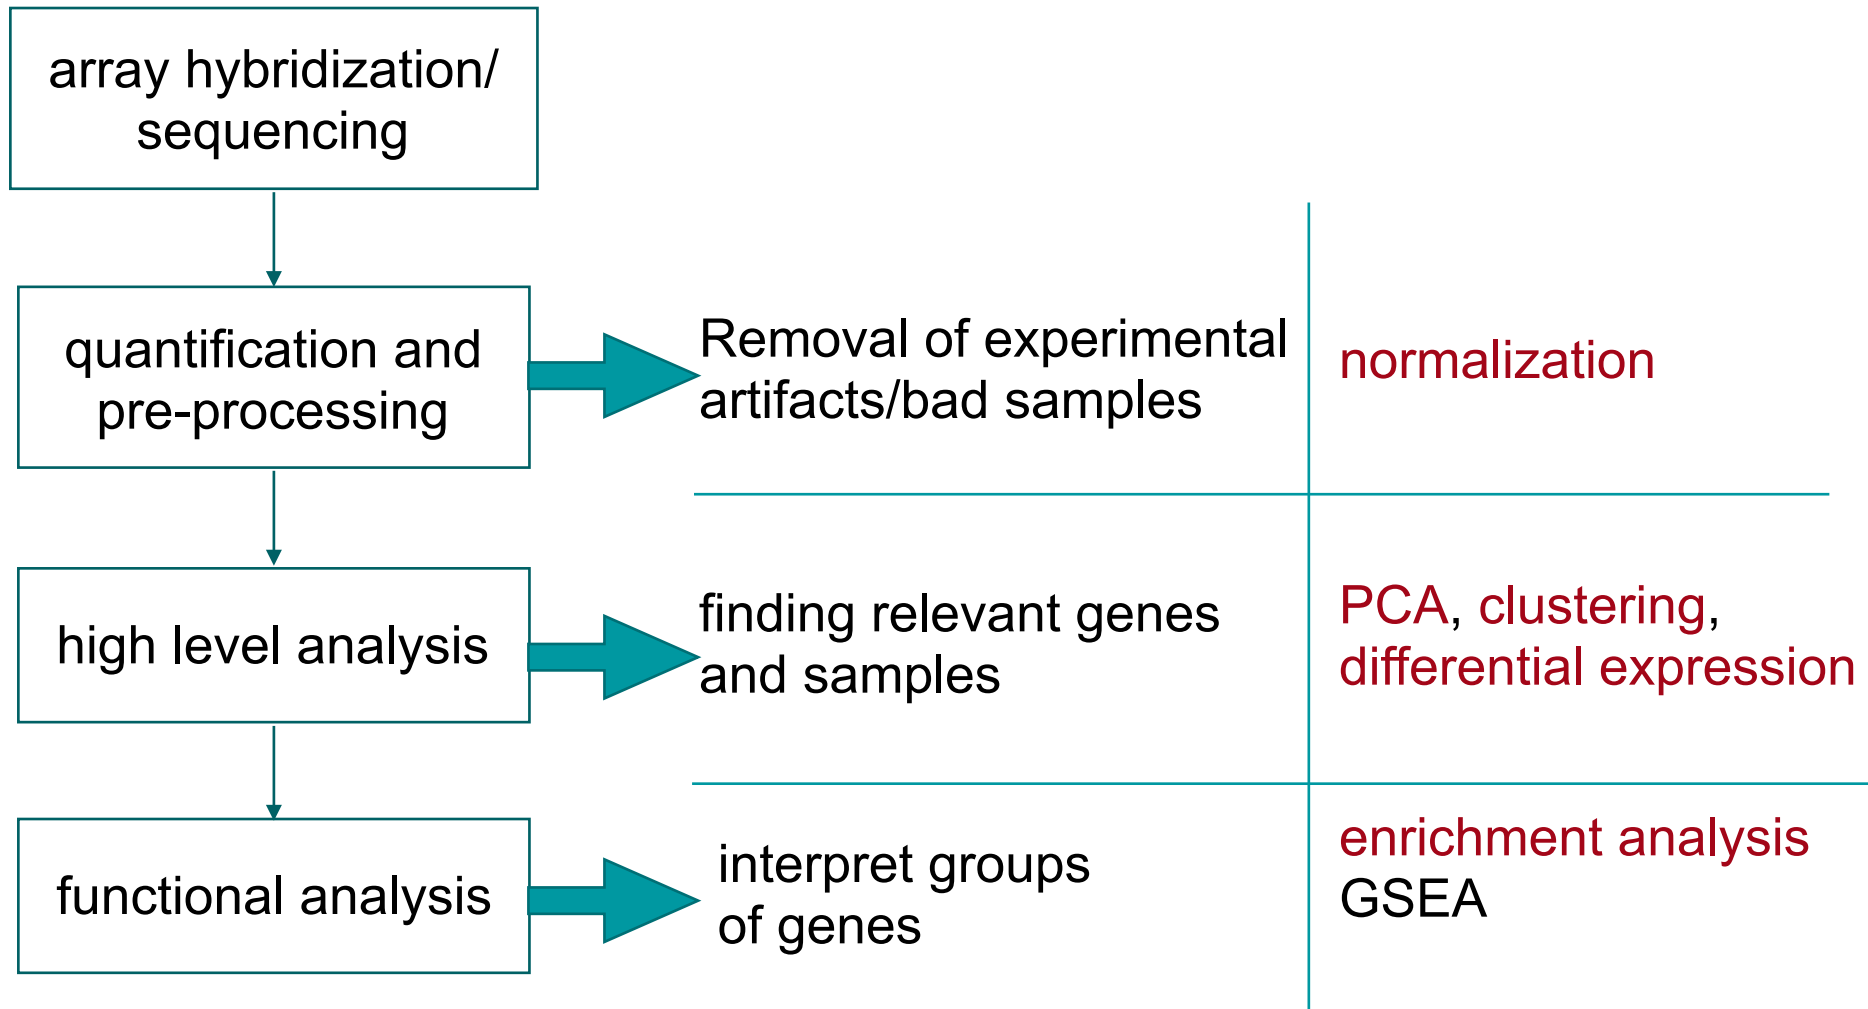 array hybridization/
sequencing
quantification and
pre-processing
Removal of experimental
artifacts/bad samples
normalization
high level analysis
finding relevant genes
and samples
PCA, clustering,
differential expression
functional analysis
interpret groups
of genes
enrichment analysis
GSEA